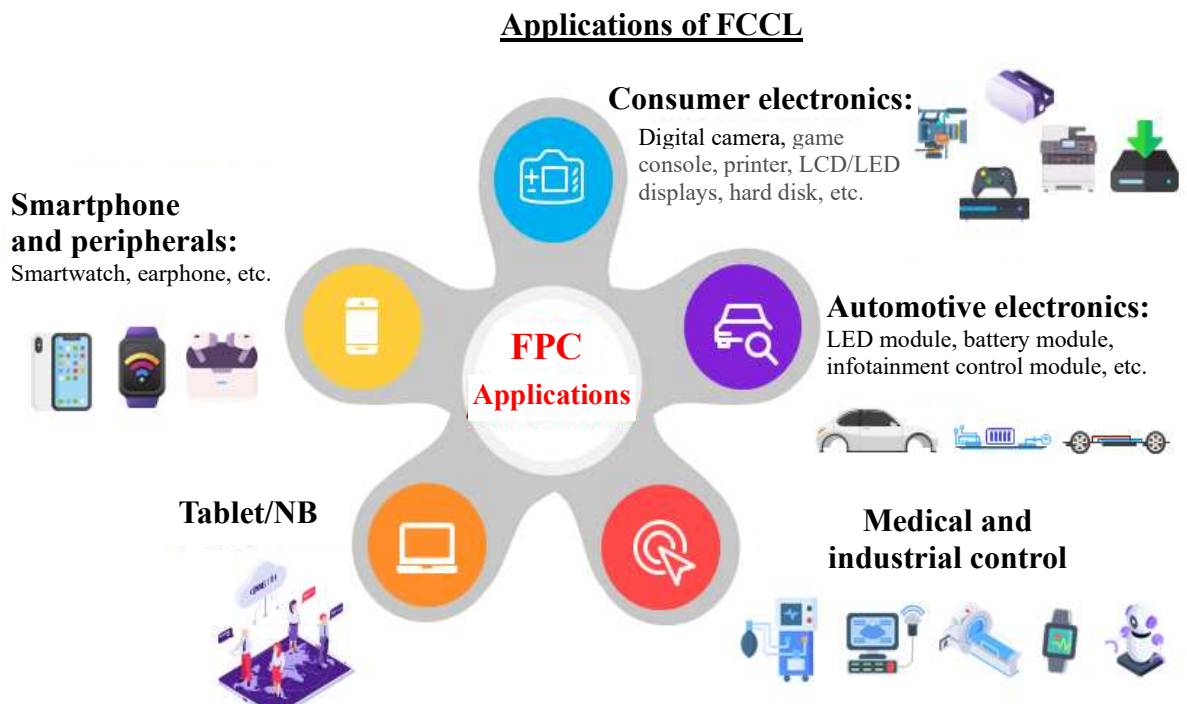 Applications of FCCL
Consumer electronics:
Digital camera, game
console, printer, LCD/LED
displays, hard disk, etc.
Smartphone
and peripherals:
Smartwatch, earphone, etc.
Automotive electronics:
LED module, battery module,
infotainment control module, etc.
FPC
Applications
Tablet/NB
Medical and
industrial control